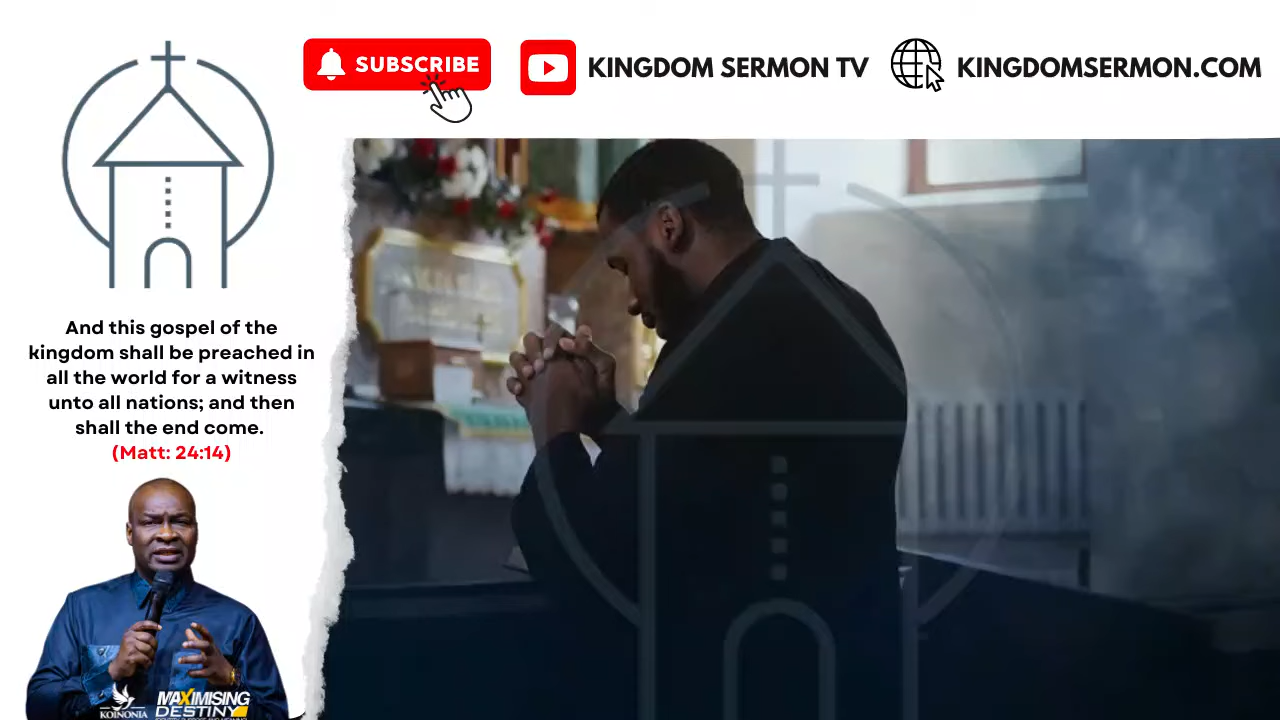 SUBSCRIBE
KINGDOM SERMON TV
KINGDOMSERMON.COM
And this gospel of the
kingdom shall be preached in
all the world for a witness
unto all nations; and then
shall the end come.
(Matt: 24:14)
KOINONIA
MAXIMISING
DESTINY